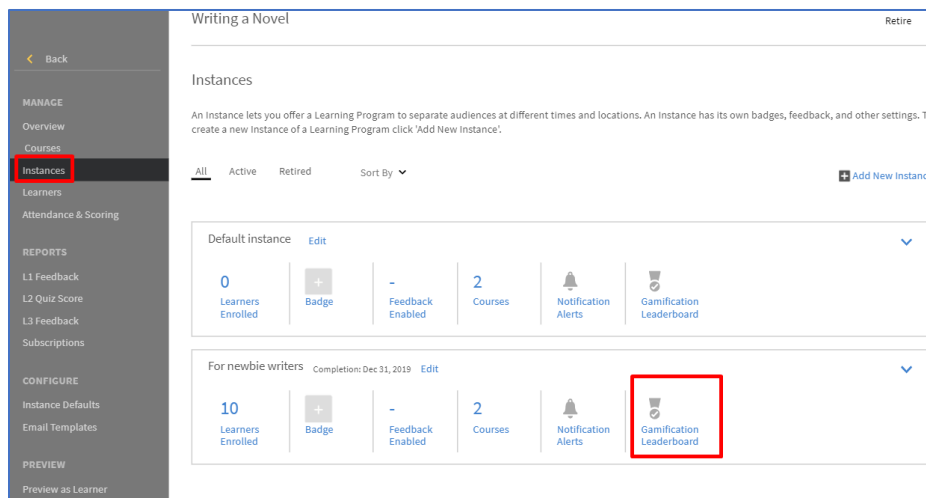 Writing a Novel
Retire
Back
MANAGE
Overview
Courses
Instances
Learners
Attendance & Scoring
REPORTS
L1 Feedback
L2 Quiz Score
L3 Feedback
Subscriptions
CONFIGURE
Instance Defaults
Email Templates
PREVIEW
Preview as Learner
Instances
An Instance lets you offer a Learning Program to separate audiences at different times and locations. An Instance has its own badges, feedback, and other settings. T
create a new Instance of a Learning Program click 'Add New Instance'.
All Active Retired Sort By
Add New Instanc
Default instance Edit
0 - 2
Learners Badge Feedback Courses Notification Gamification
Enrolled Enabled Alerts Leaderboard
For newbie writers Completion: Dec 31, 2019 Edit
10 - 2
Learners Badge Feedback Courses Notification Gamification
Enrolled Enabled Alerts Leaderboard